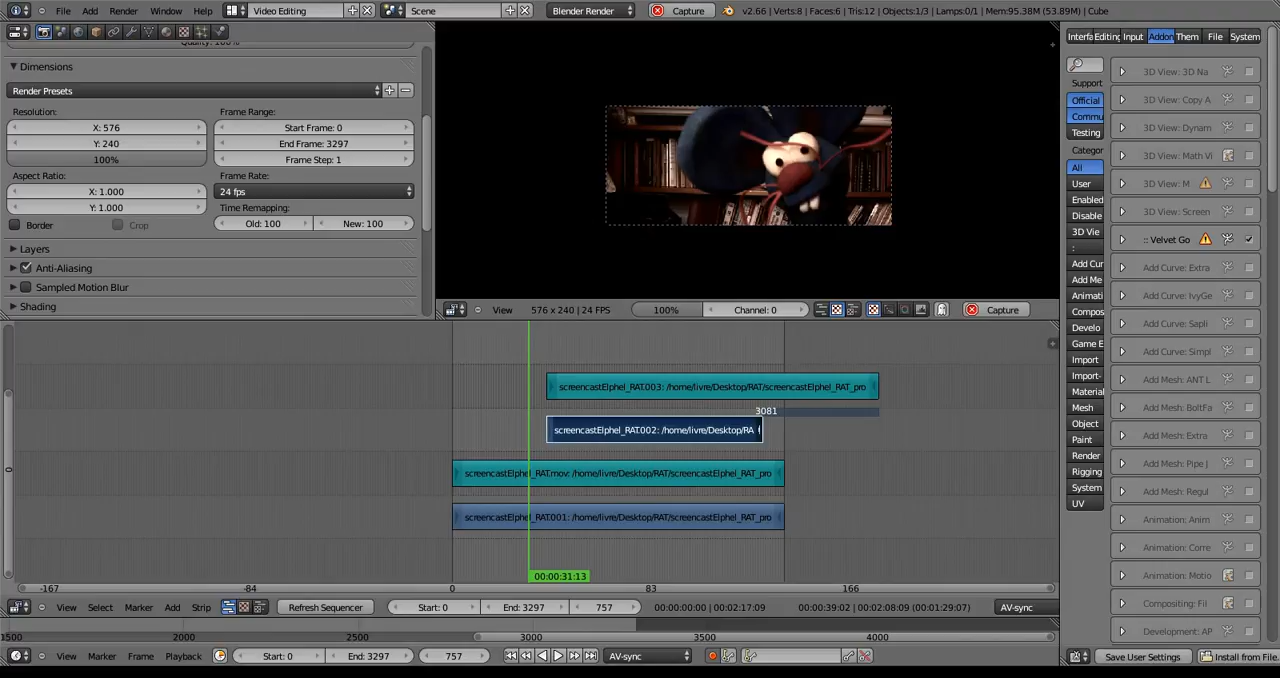 File Add Render Window Help Video Editing Scene Blender Render Capture v2.66 | Verts:8 | Faces:6 | Tris:12 | Objects:1/3 | Lamps:0/1 | Mem:95.38M (53.89M) | Cube
Quality: 100%
Dimensions
Render Presets
Resolution: Frame Range:
X: 576 Start Frame: 0
Y: 240 End Frame: 3297
100% Frame Step: 1
Aspect Ratio: Frame Rate:
X: 1.000 24 fps
Y: 1.000 Time Remapping:
Border Crop Old: 100 New: 100
Layers
Anti-Aliasing
Sampled Motion Blur
Shading
View 576 x 240 | 24 FPS 100% Channel: 0 Capture
screencastElphel_RAT.003: /home/livre/Desktop/RAT/screencastElphel_RAT_pro
3081
screencastElphel_RAT.002: /home/livre/Desktop/RA
screencastElphel_RAT.mov: /home/livre/Desktop/RAT/screencastElphel_RAT_pro
screencastElphel_RAT.001: /home/livre/Desktop/RAT/screencastElphel_RAT_pro
00:00:31:13
-167 -84 0 83 166
View Select Marker Add Strip Refresh Sequencer Start: 0 End: 3297 757 00:00:00:00 | 00:02:17:09 00:00:39:02 | 00:02:08:09 (00:01:29:07) AV-sync
1500 2000 2500 3000 3500 4000
View Marker Frame Playback Start: 0 End: 3297 757 AV-sync
Interfa Editing Input Addon Them File System
Support
Official
Commu
Testing
Categor
All
User
Enabled
Disable
3D Vie
:
Add Cur
Add Me
Animati
Compos
Develo
Game E
Import
Import-
Material
Mesh
Object
Paint
Render
Rigging
System
UV
3D View: 3D Na
3D View: Copy A
3D View: Dynam
3D View: Math Vi
3D View: M
3D View: Screen
:: Velvet Go
Add Curve: Extra
Add Curve: IvyGe
Add Curve: Sapli
Add Curve: Simpl
Add Mesh: ANT L
Add Mesh: BoltFa
Add Mesh: Extra
Add Mesh: Pipe J
Add Mesh: Regul
Animation: Anim
Animation: Corre
Animation: Motio
Compositing: Fil
Development: AP
Save User Settings Install from File.